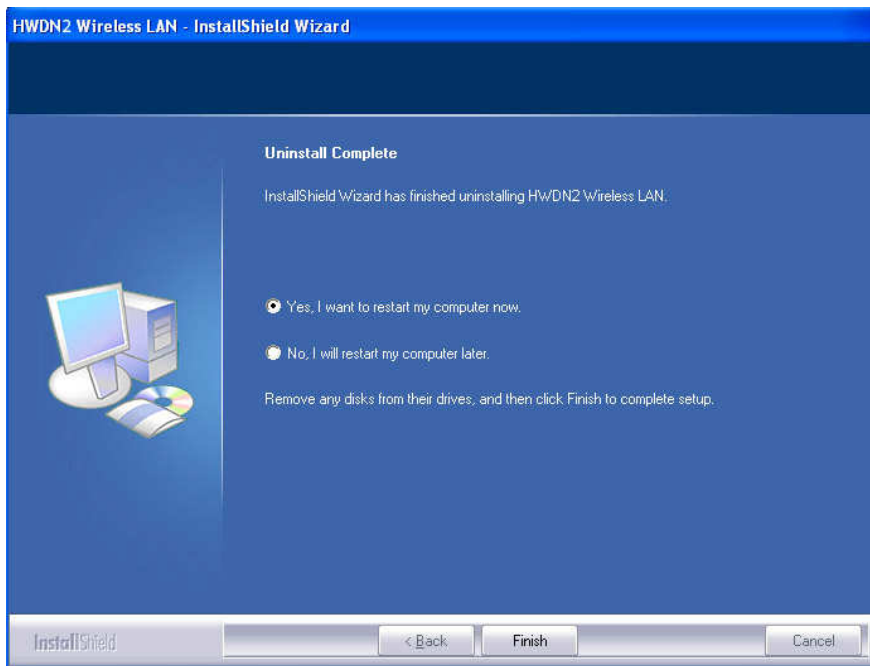 HWDN2 Wireless LAN - InstallShield Wizard
Uninstall Complete
InstallShield Wizard has finished uninstalling HWDN2 Wireless LAN.
Yes, I want to restart my computer now.
No, I will restart my computer later.
Remove any disks from their drives, and then click Finish to complete setup.
InstallShield
< Back
Finish
Cancel